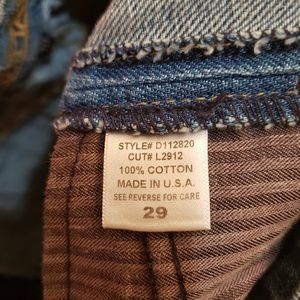 STYLE# D112820
CUT# L2912
100% COTTON
MADE IN U.S.A.
SEE REVERSE FOR CARE
29